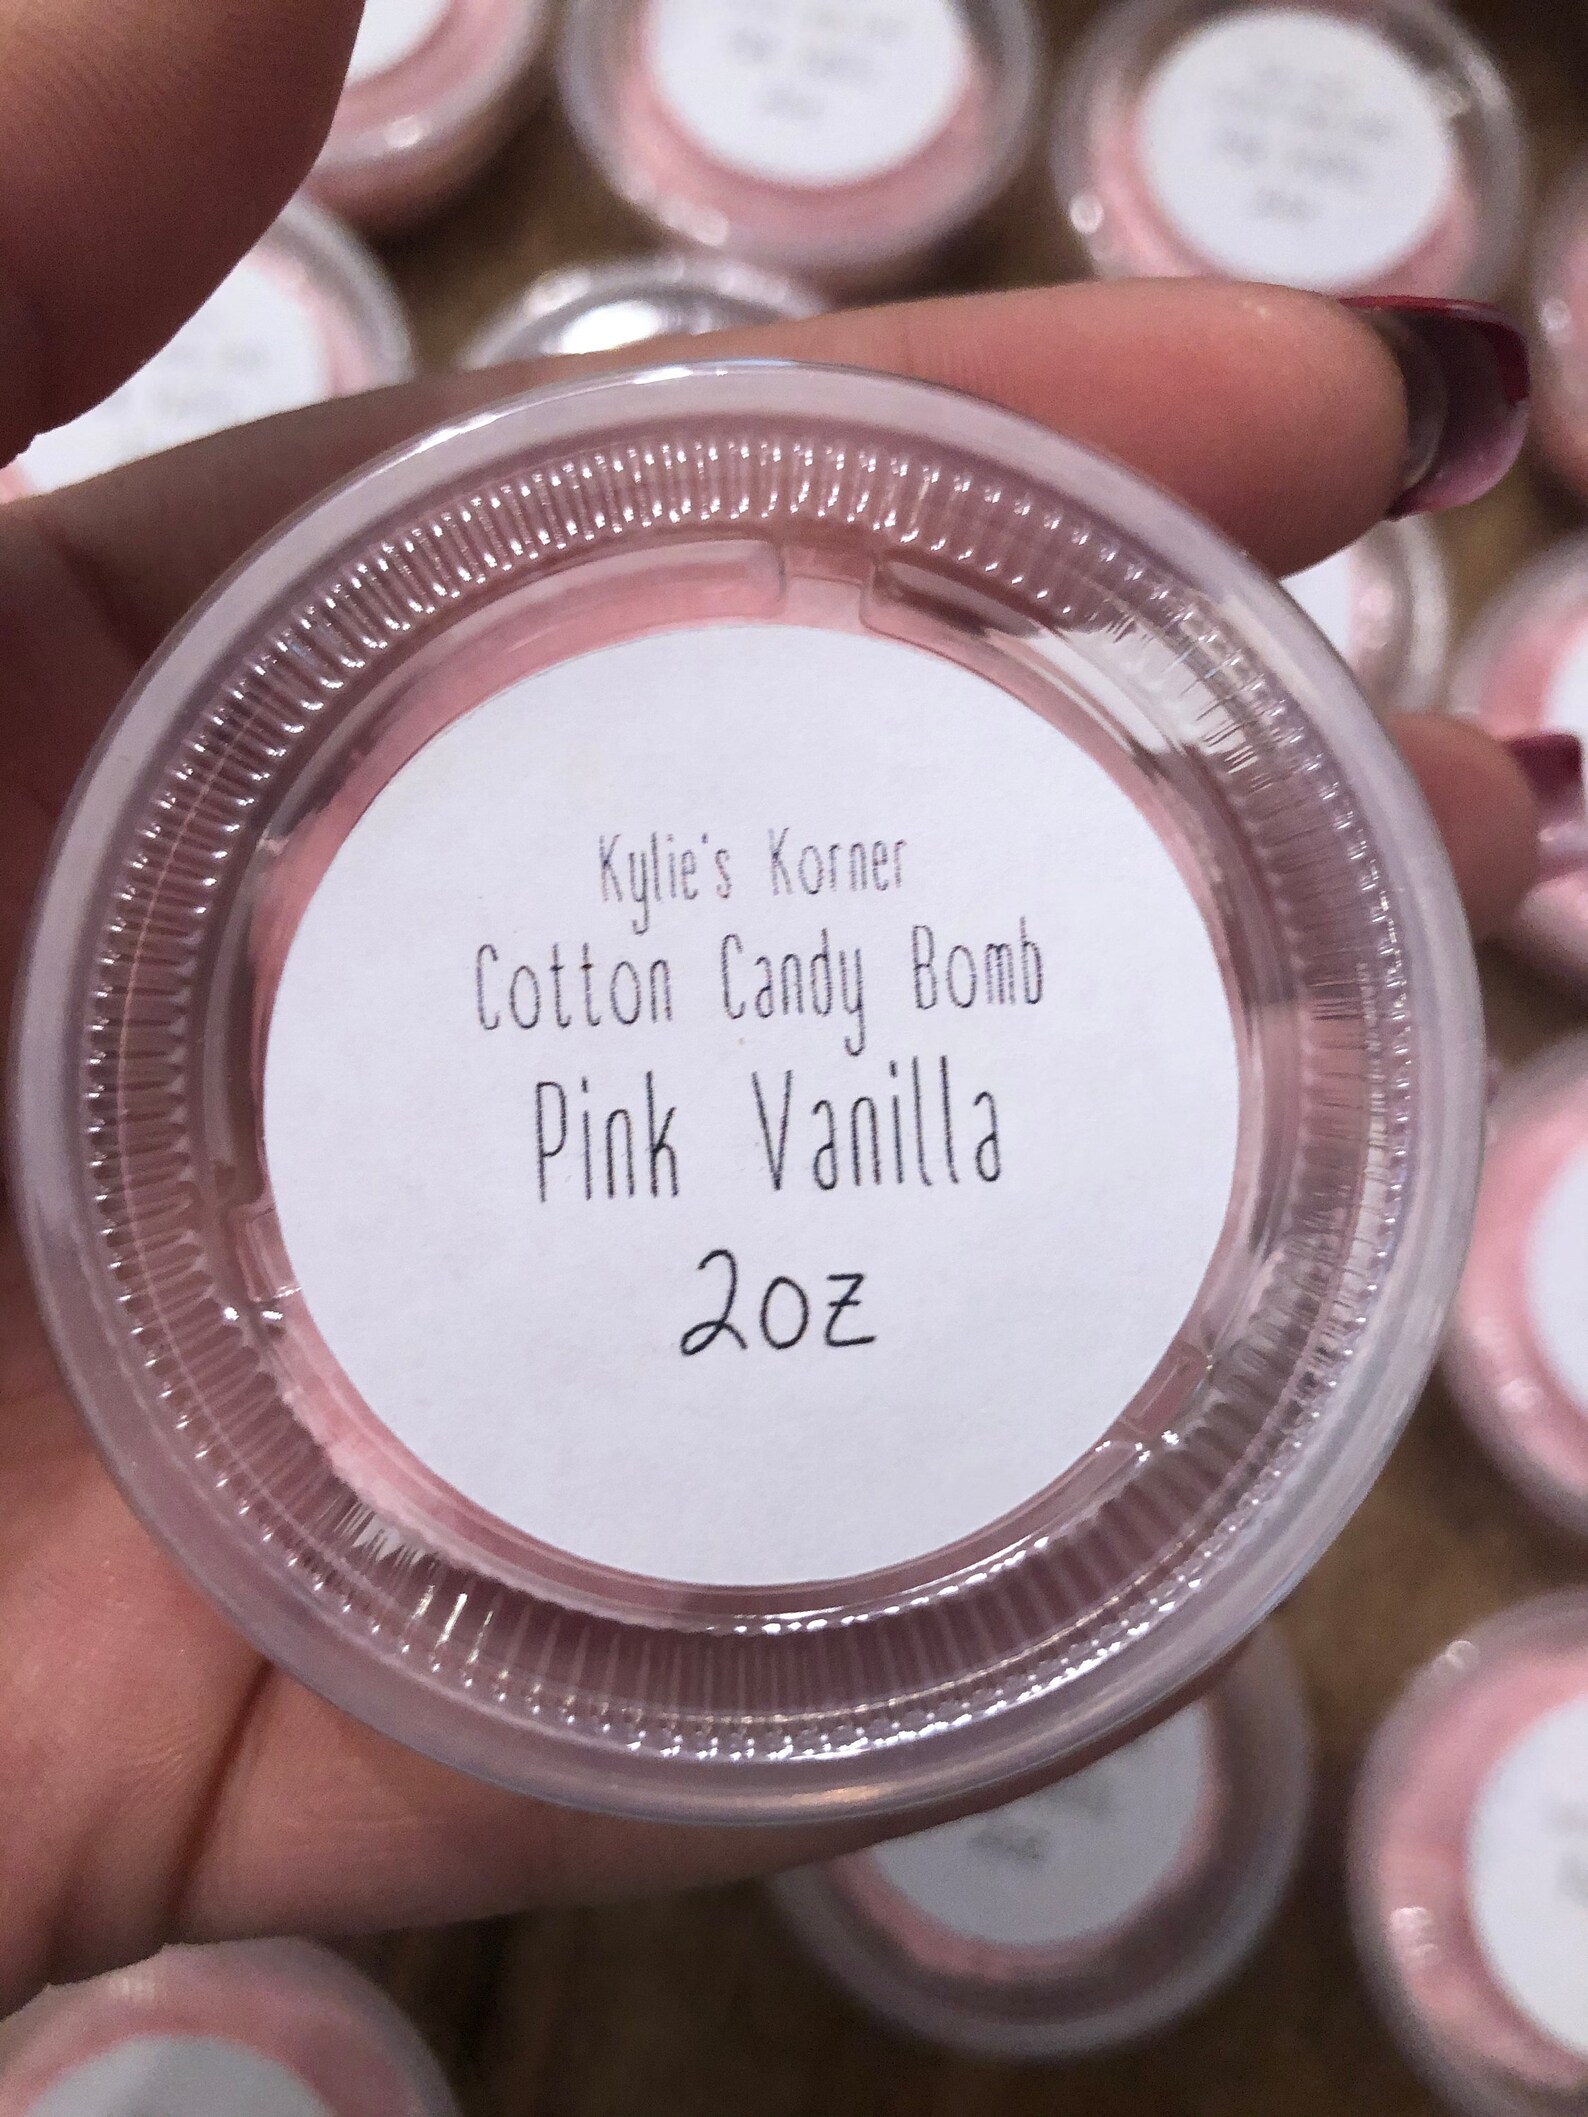 Kylie's Korner
Cotton Candy Bomb
Pink Vanilla
2oz